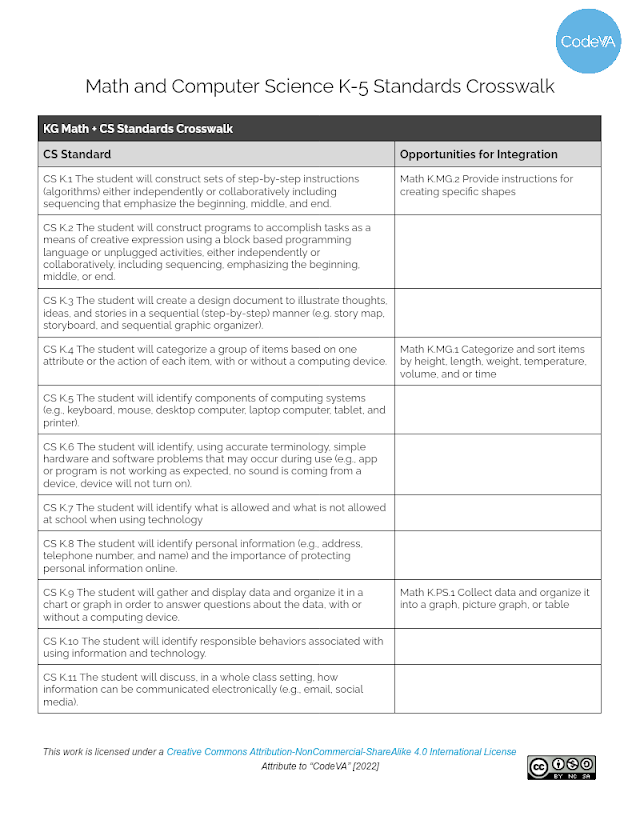 CodeVA
Math and Computer Science K-5 Standards Crosswalk
KG Math + CS Standards Crosswalk
CS Standard
Opportunities for Integration
CS K.1 The student will construct sets of step-by-step instructions
(algorithms) either independently or collaboratively including
sequencing that emphasize the beginning, middle, and end.
Math K.MG.2 Provide instructions for
creating specific shapes
CS K.2 The student will construct programs to accomplish tasks as a
means of creative expression using a block based programming
language or unplugged activities, either independently or
collaboratively, including sequencing, emphasizing the beginning,
middle, or end.
CS K.3 The student will create a design document to illustrate thoughts,
ideas, and stories in a sequential (step-by-step) manner (e.g. story map,
storyboard, and sequential graphic organizer).
CS K.4 The student will categorize a group of items based on one
attribute or the action of each item, with or without a computing device.
Math K.MG.1 Categorize and sort items
by height, length, weight, temperature,
volume, and or time
CS K.5 The student will identify components of computing systems
(e.g., keyboard, mouse, desktop computer, laptop computer, tablet, and
printer).
CS K.6 The student will identify, using accurate terminology, simple
hardware and software problems that may occur during use (e.g., app
or program is not working as expected, no sound is coming from a
device, device will not turn on).
CS K.7 The student will identify what is allowed and what is not allowed
at school when using technology
CS K.8 The student will identify personal information (e.g., address,
telephone number, and name) and the importance of protecting
personal information online.
CS K.9 The student will gather and display data and organize it in a
chart or graph in order to answer questions about the data, with or
without a computing device.
Math K.PS.1 Collect data and organize it
into a graph, picture graph, or table
CS K.10 The student will identify responsible behaviors associated with
using information and technology.
CS K.11 The student will discuss, in a whole class setting, how
information can be communicated electronically (e.g., email, social
media).
This work is licensed under a Creative Commons Attribution-NonCommercial-ShareAlike 4.0 International License
Attribute to "CodeVA" [2022]
cc
BY NC SA